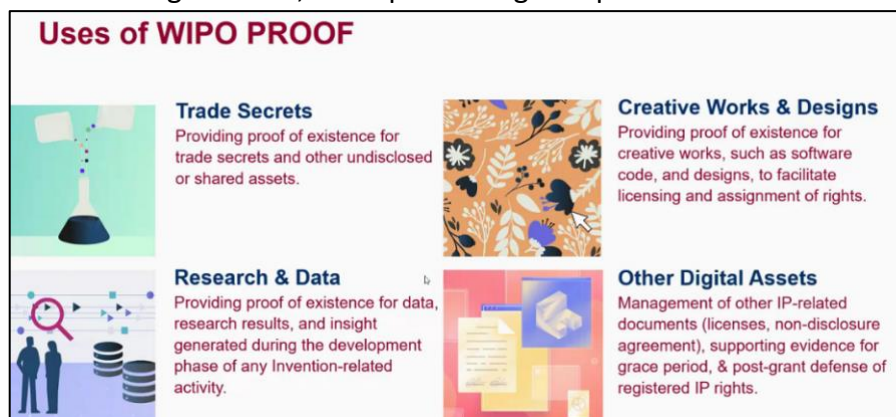 Uses of WIPO PROOF
Trade Secrets
Providing proof of existence for
trade secrets and other undisclosed
or shared assets.
Creative Works & Designs
Providing proof of existence for
creative works, such as software
code, and designs, to facilitate
licensing and assignment of rights.
Research & Data
Providing proof of existence for data,
research results, and insight
generated during the development
phase of any Invention-related
activity.
Other Digital Assets
Management of other IP-related
documents (licenses, non-disclosure
agreement), supporting evidence for
grace period, & post-grant defense of
registered IP rights.